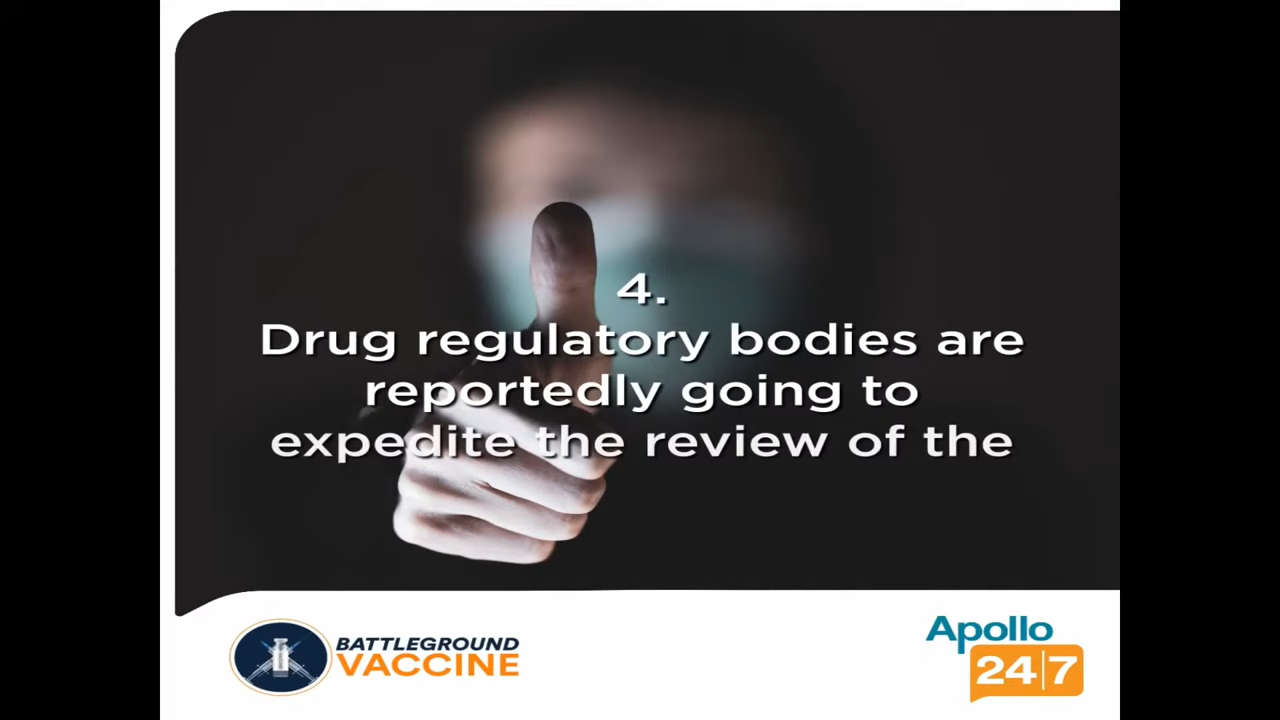 4.
Drug regulatory bodies are
reportedly going to
expedite the review of the
BATTLEGROUND
VACCINE
Apollo
24|7